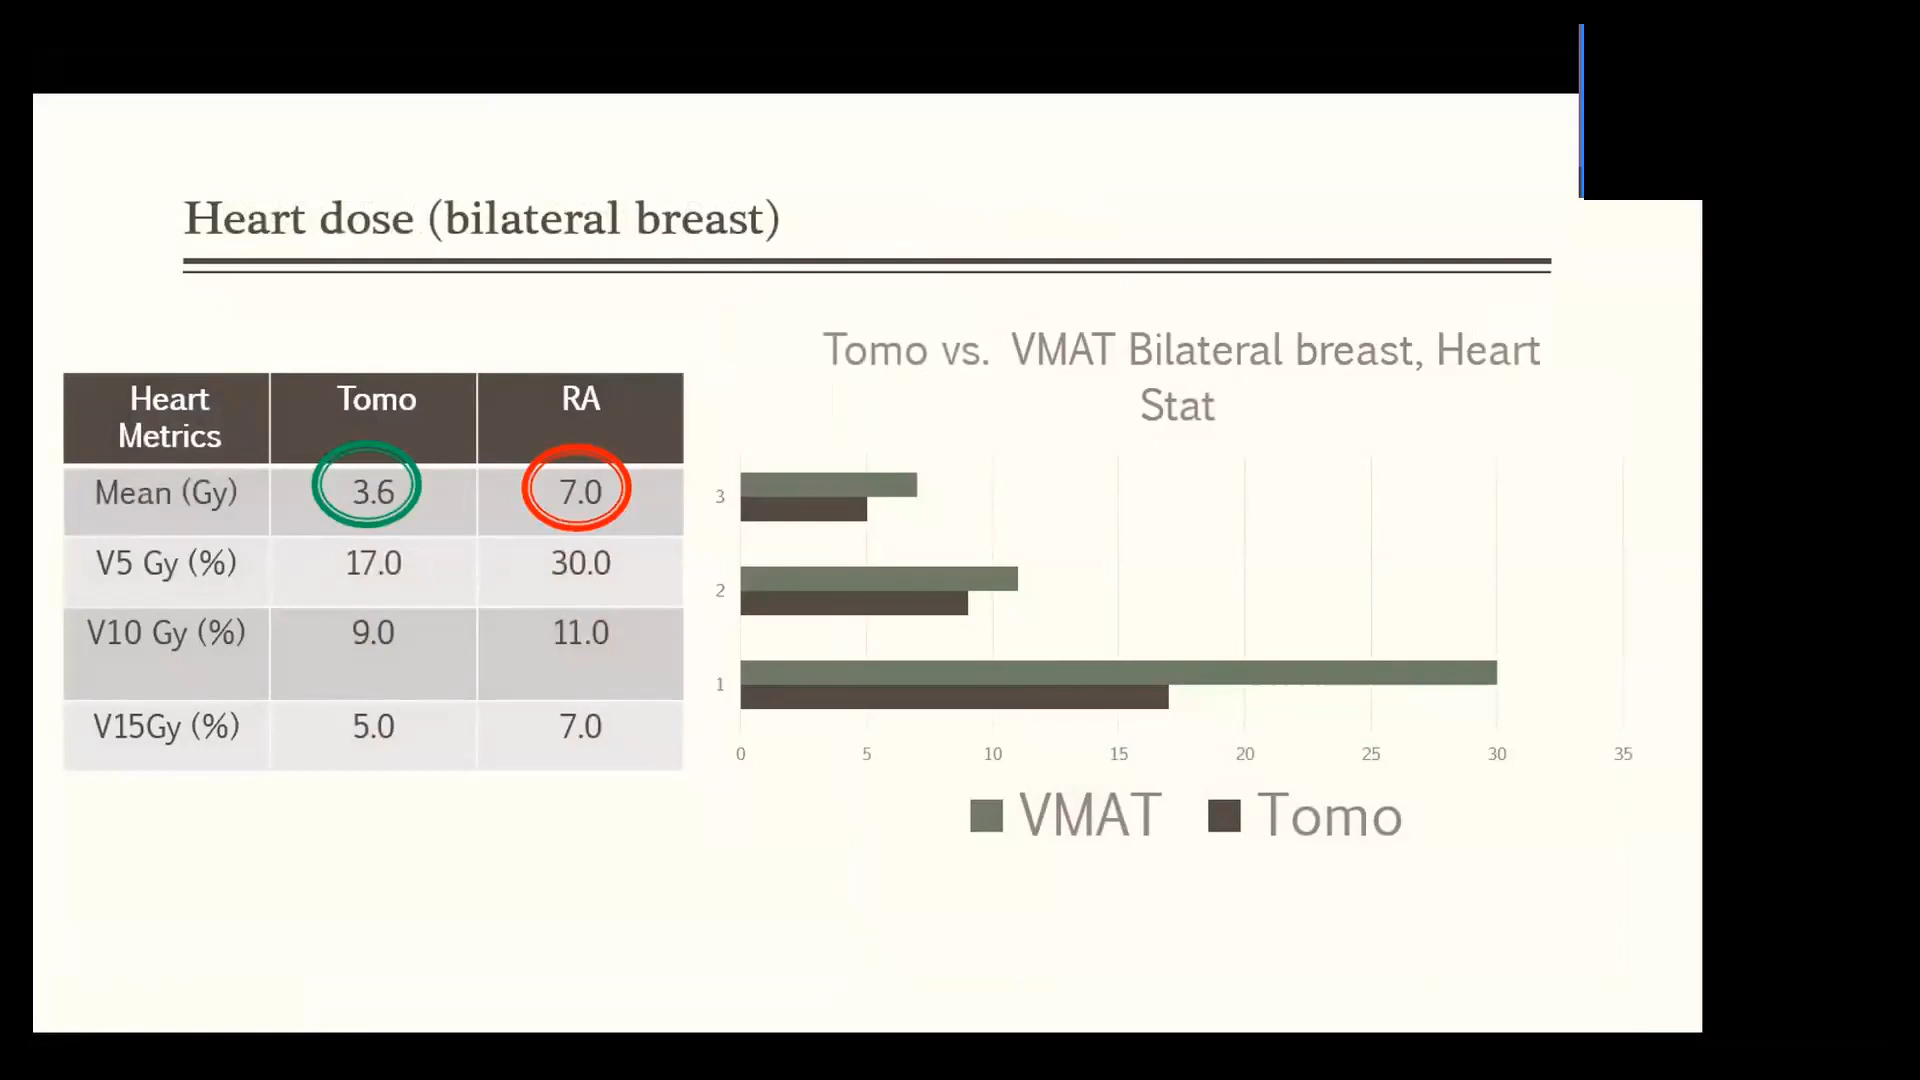 Heart dose (bilateral breast)
Heart Metrics Tomo RA
Mean (Gy) 3.6 7.0
V5 Gy (%) 17.0 30.0
V10 Gy (%) 9.0 11.0
V15Gy (%) 5.0 7.0
Tomo vs. VMAT Bilateral breast, Heart
Stat
3
2
1
0 5 10 15 20 25 30 35
VMAT Tomo